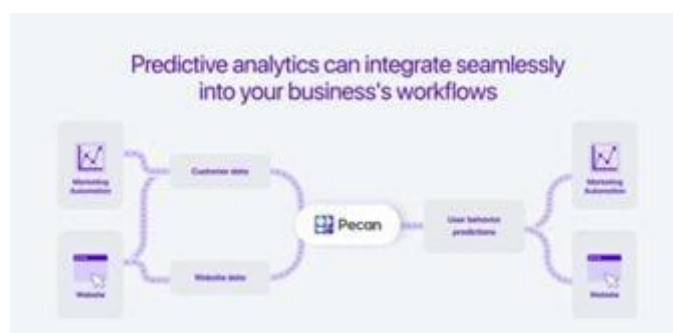 Predictive analytics can integrate seamlessly
into your business's workflows
Marketing
Automation
Website
Customer data
Website data
Pecan
User behavior
predictions
Marketing
Automation
Website